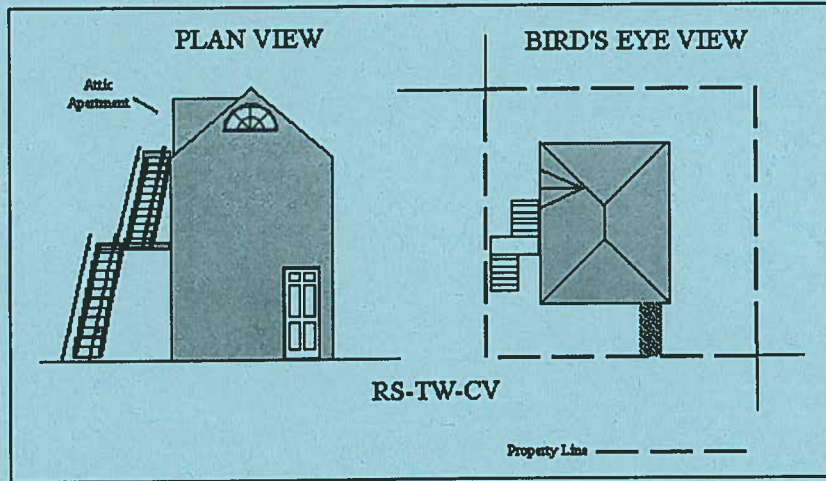 PLAN VIEW
BIRD'S EYE VIEW
Attic
Apartment
RS-TW-CV
Property Line